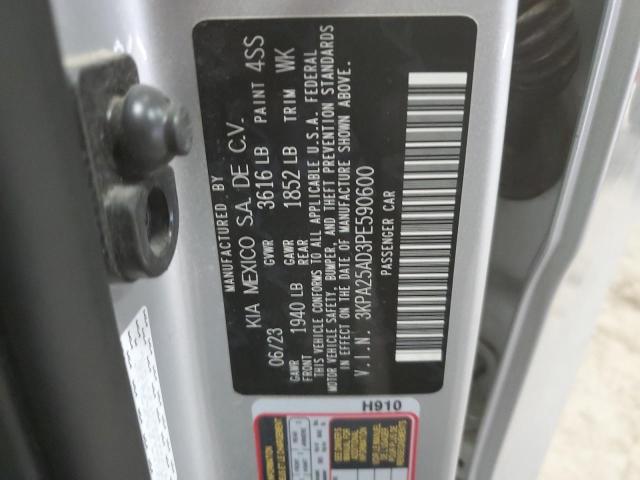 MANUFACTURED BY
KIA MEXICO S.A. DE C.V.
06/23 GVWR 3616 LB PAINT 4SS
GAWR FRONT 1940 LB GAWR REAR 1852 LB TRIM WK
THIS VEHICLE CONFORMS TO ALL APPLICABLE U.S.A. FEDERAL
MOTOR VEHICLE SAFETY, BUMPER, AND THEFT PREVENTION STANDARDS
IN EFFECT ON THE DATE OF MANUFACTURE SHOWN ABOVE.
V.I.N. 3KPA25AD3PE590600
PASSENGER CAR
H910